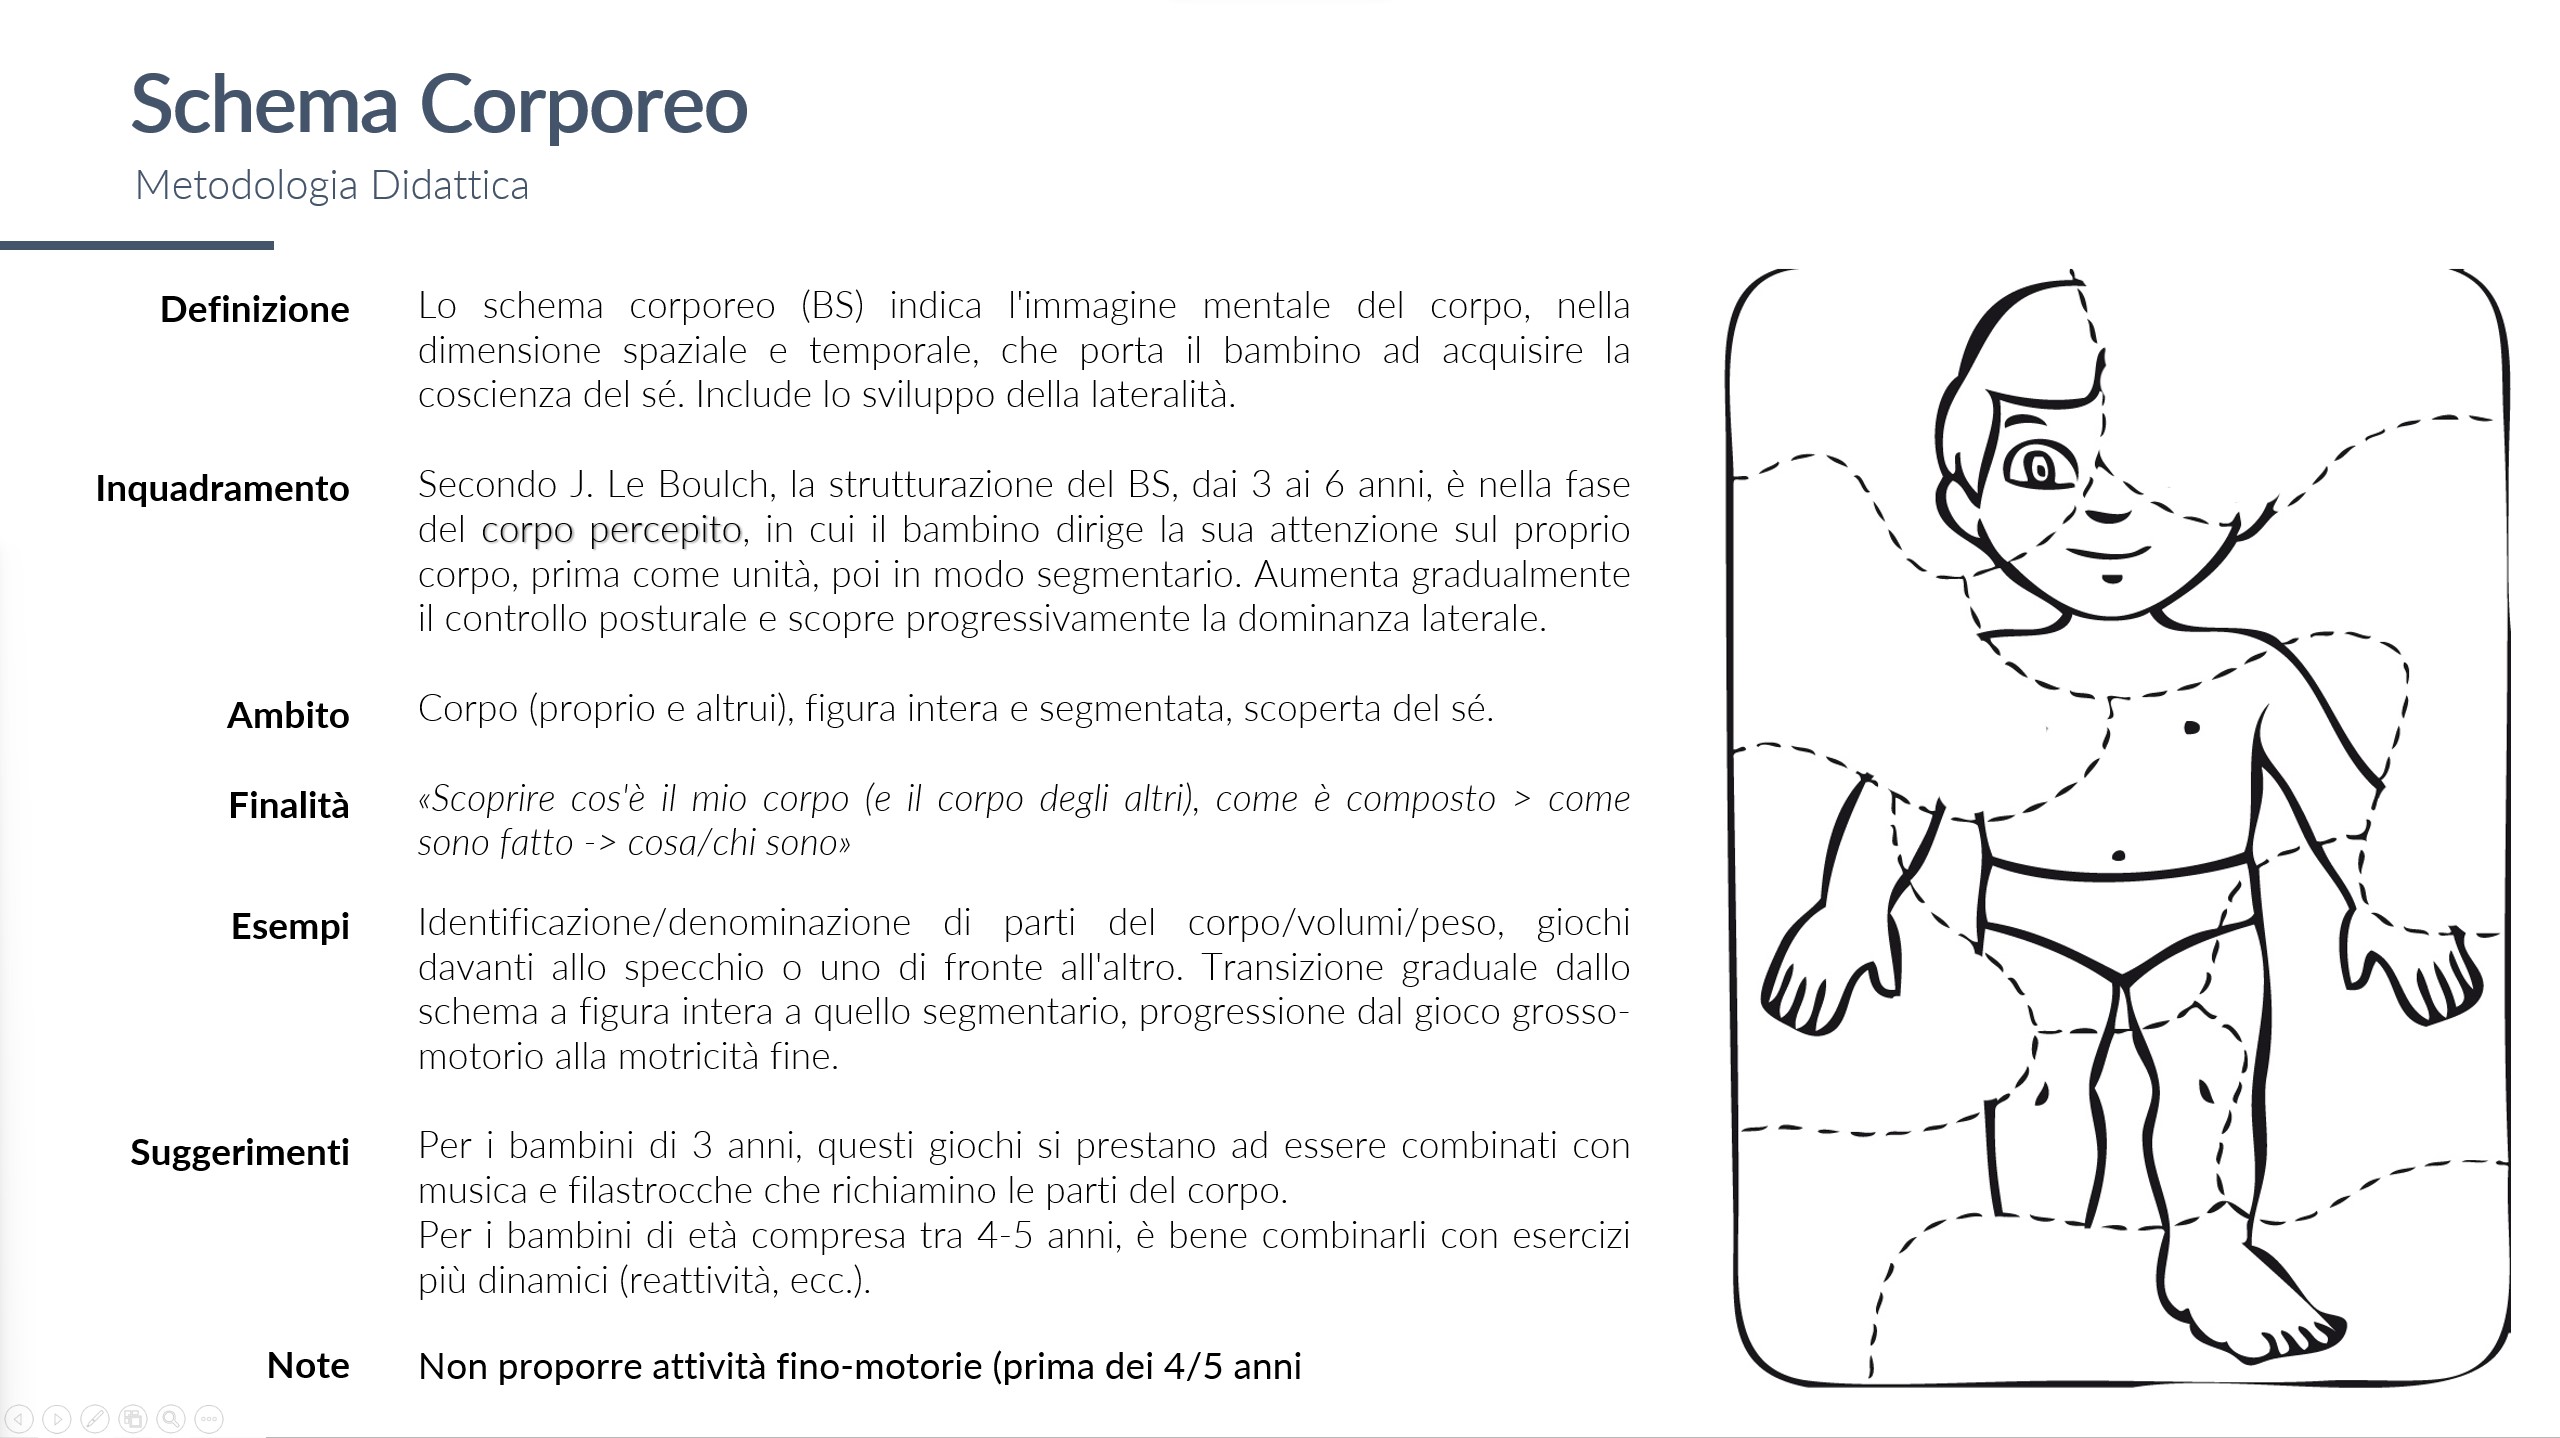 Schema Corporeo
Metodologia Didattica
Definizione
Lo schema corporeo (BS) indica l'immagine mentale del corpo, nella
dimensione spaziale e temporale, che porta il bambino ad acquisire la
coscienza del sé. Include lo sviluppo della lateralità.
Inquadramento
Secondo J. Le Boulch, la strutturazione del BS, dai 3 ai 6 anni, è nella fase
del corpo percepito, in cui il bambino dirige la sua attenzione sul proprio
corpo, prima come unità, poi in modo segmentario. Aumenta gradualmente
il controllo posturale e scopre progressivamente la dominanza laterale.
Ambito
Corpo (proprio e altrui), figura intera e segmentata, scoperta del sé.
Finalità
«Scoprire cos'è il mio corpo (e il corpo degli altri), come è composto > come
sono fatto -> cosa/chi sono»
Esempi
Identificazione/denominazione di parti del corpo/volumi/peso, giochi
davanti allo specchio o uno di fronte all'altro. Transizione graduale dallo
schema a figura intera a quello segmentario, progressione dal gioco grosso-
motorio alla motricità fine.
Suggerimenti
Per i bambini di 3 anni, questi giochi si prestano ad essere combinati con
musica e filastrocche che richiamino le parti del corpo.
Per i bambini di età compresa tra 4-5 anni, è bene combinarli con esercizi
più dinamici (reattività, ecc.).
Note
Non proporre attività fino-motorie (prima dei 4/5 anni